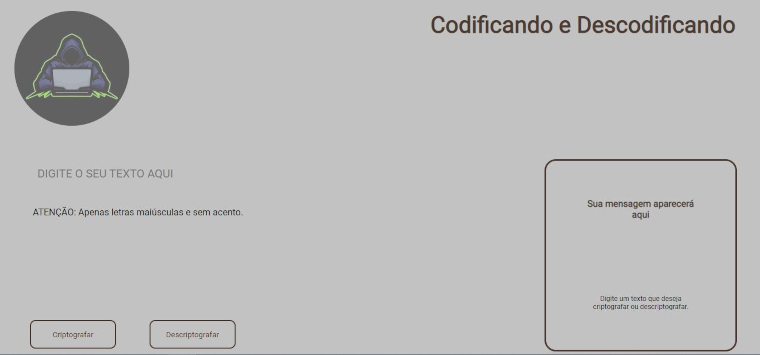 Codificando e Descodificando
DIGITE O SEU TEXTO AQUI
ATENÇÃO: Apenas letras maiúsculas e sem acento.
Criptografar
Descriptografar
Sua mensagem aparecerá
aqui
Digite um texto que deseja
criptografar ou descriptografar.